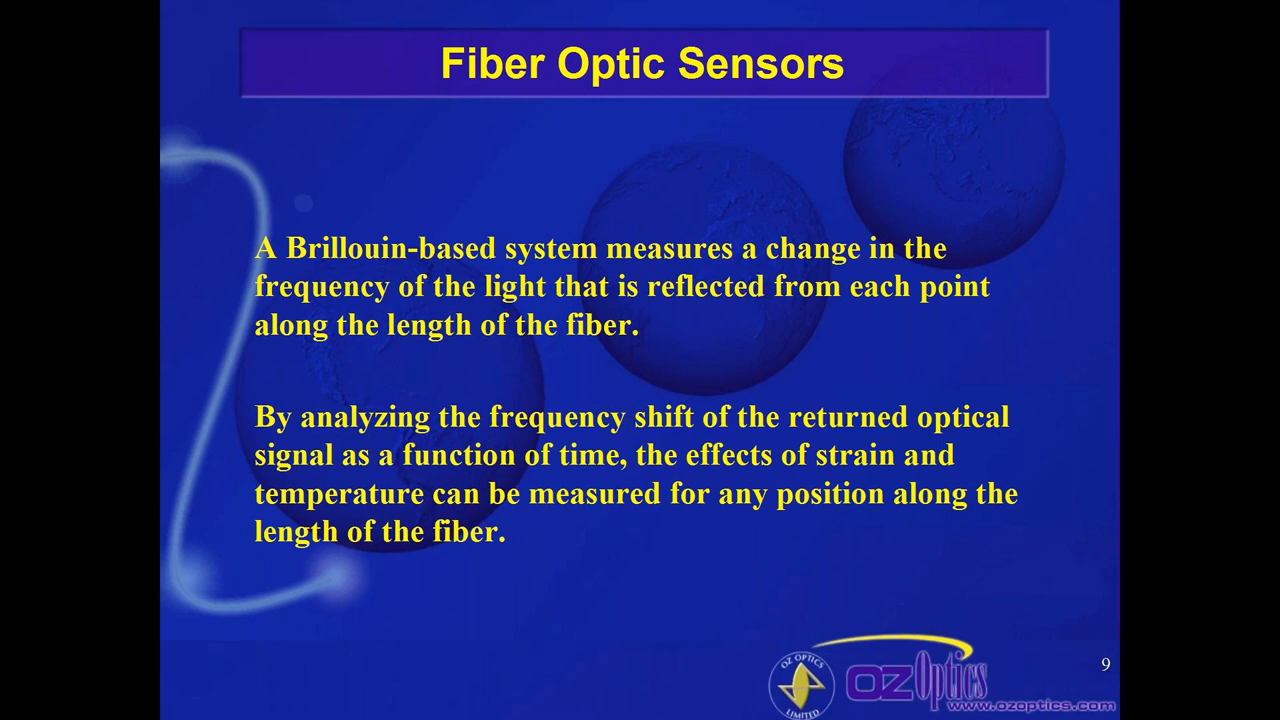 Fiber Optic Sensors
A Brillouin-based system measures a change in the
frequency of the light that is reflected from each point
along the length of the fiber.
By analyzing the frequency shift of the returned optical
signal as a function of time, the effects of strain and
temperature can be measured for any position along the
length of the fiber.
9
OZ OPTICS
LIMITED
OZ Optics
www.ozoptics.com